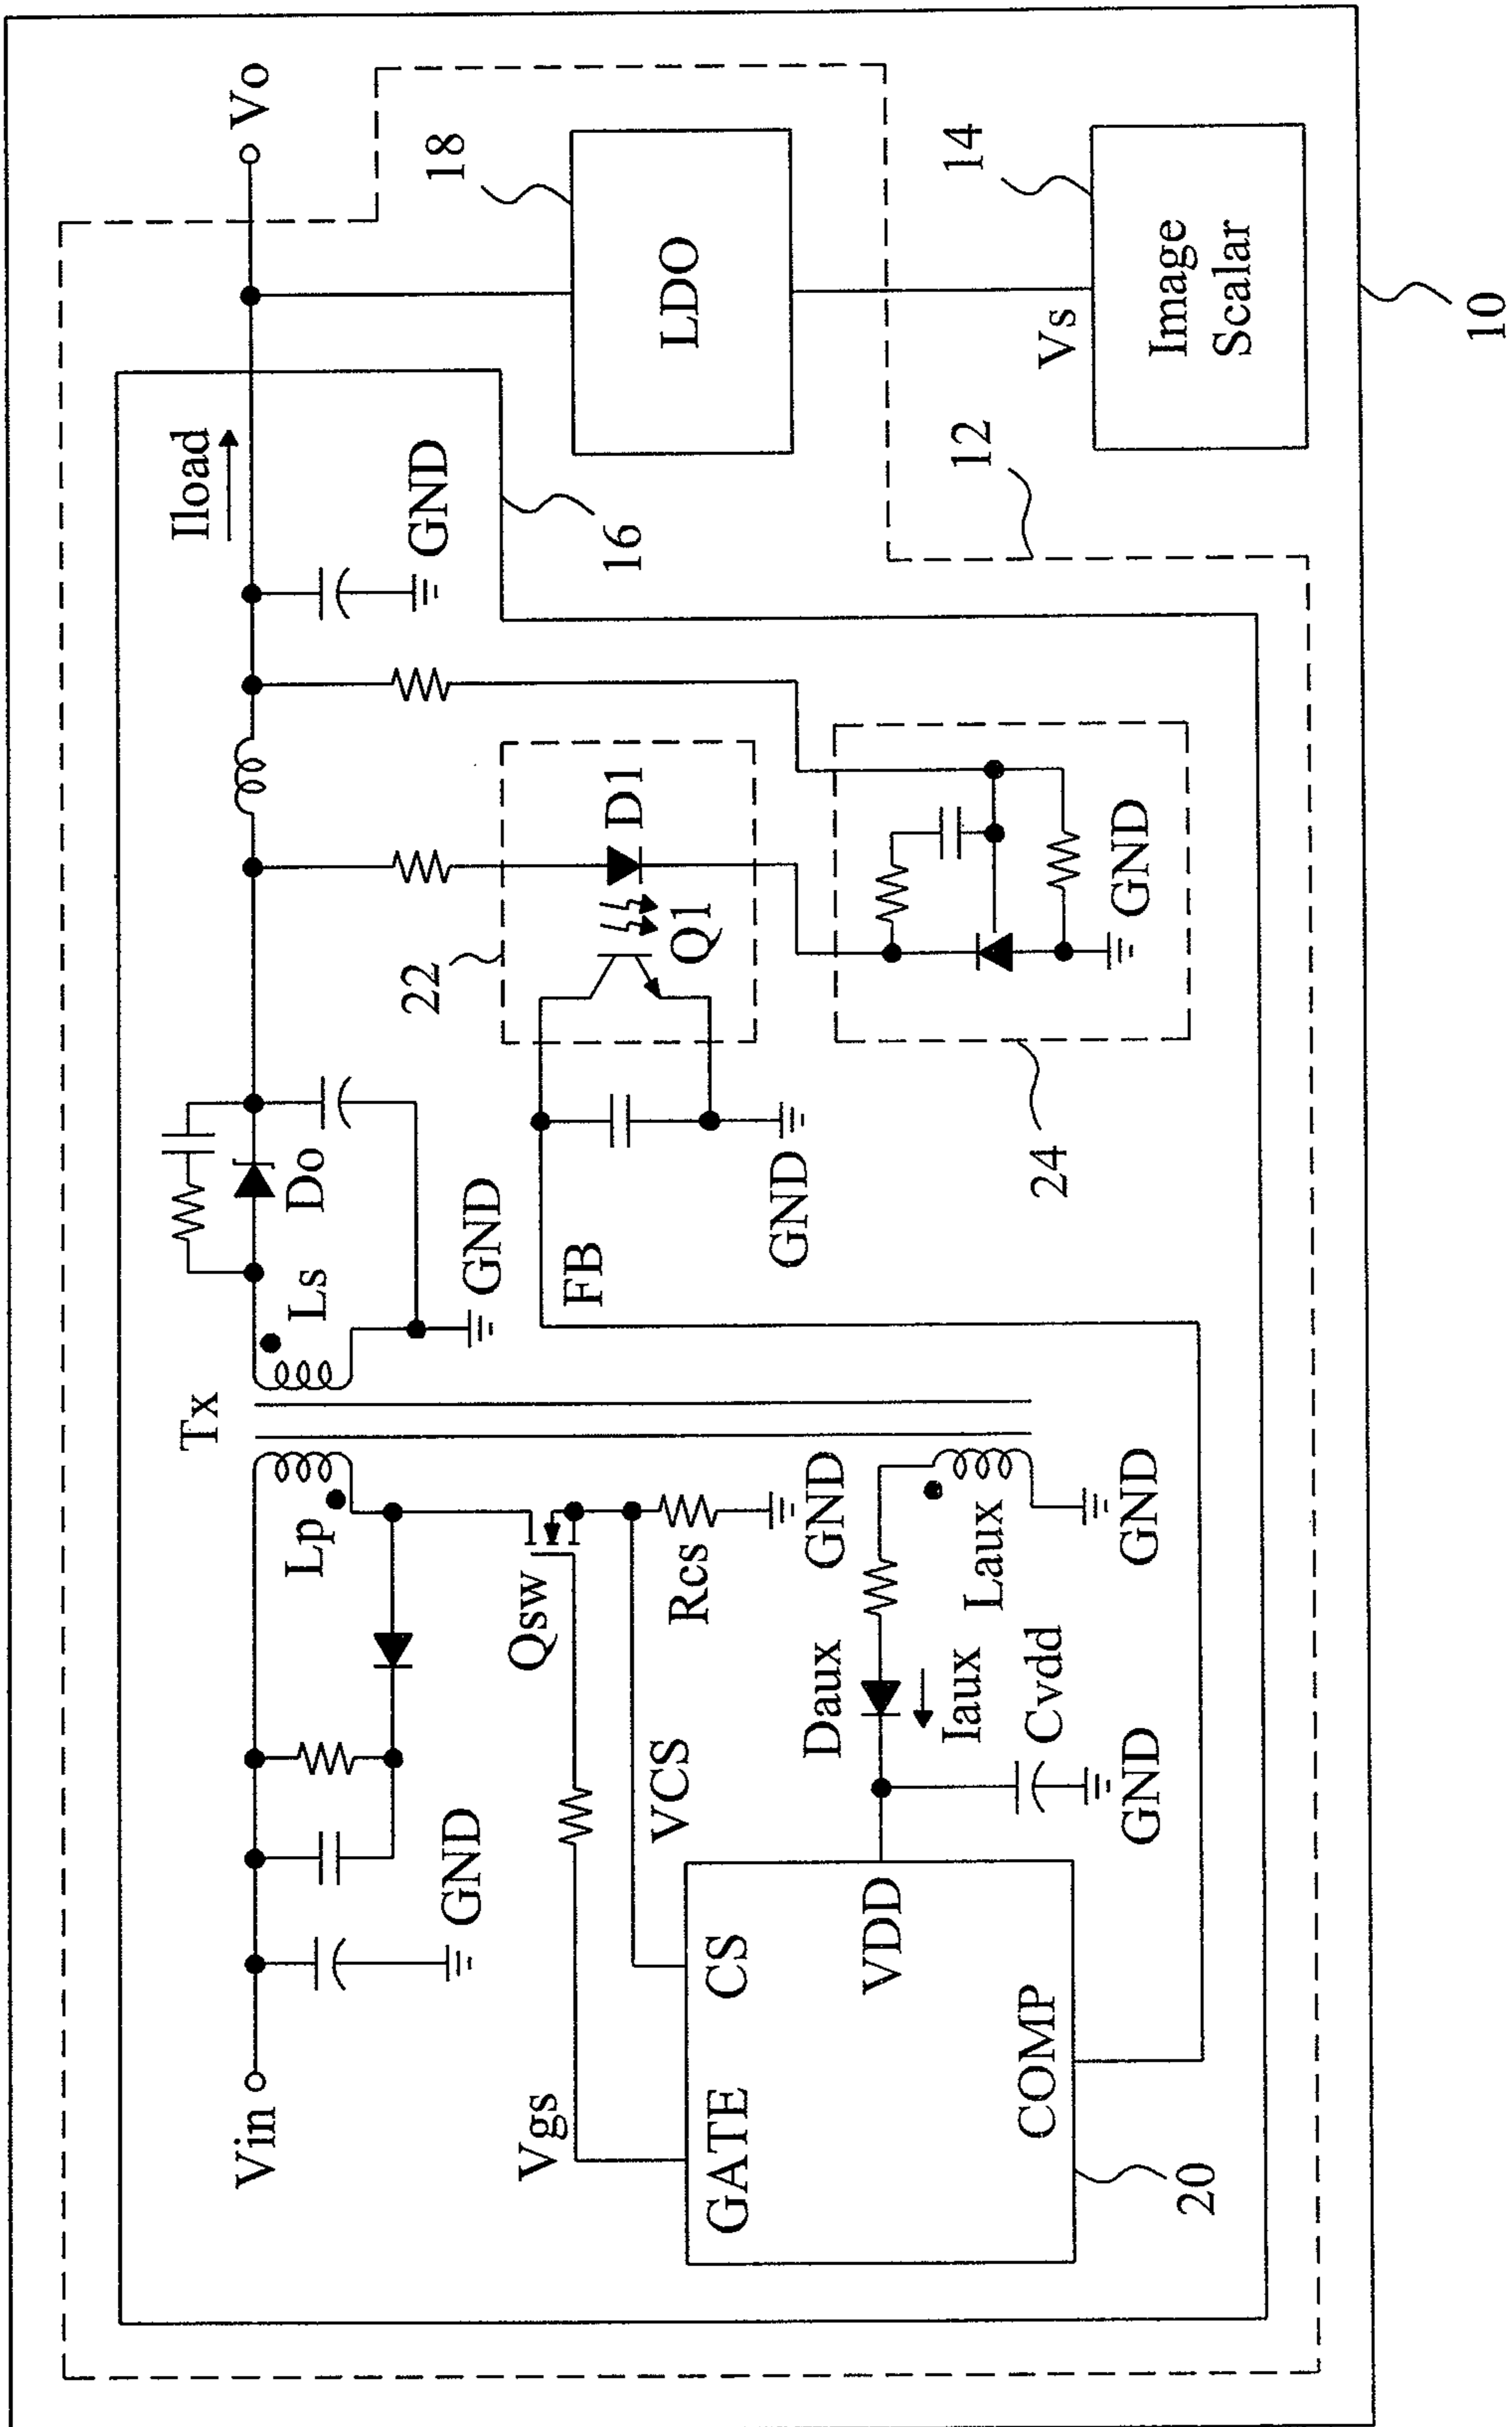 Vin
GND
Lp
Tx
Ls
Do
GND
Iload
GND
Vo
Vgs
Qsw
VCS
Rcs
GND
FB
GND
22
Q1
D1
16
18
LDO
GATE
CS
VDD
COMP
20
Daux
Iaux
Cvdd
GND
Laux
GND
24
GND
12
Vs
14
Image
Scalar
10